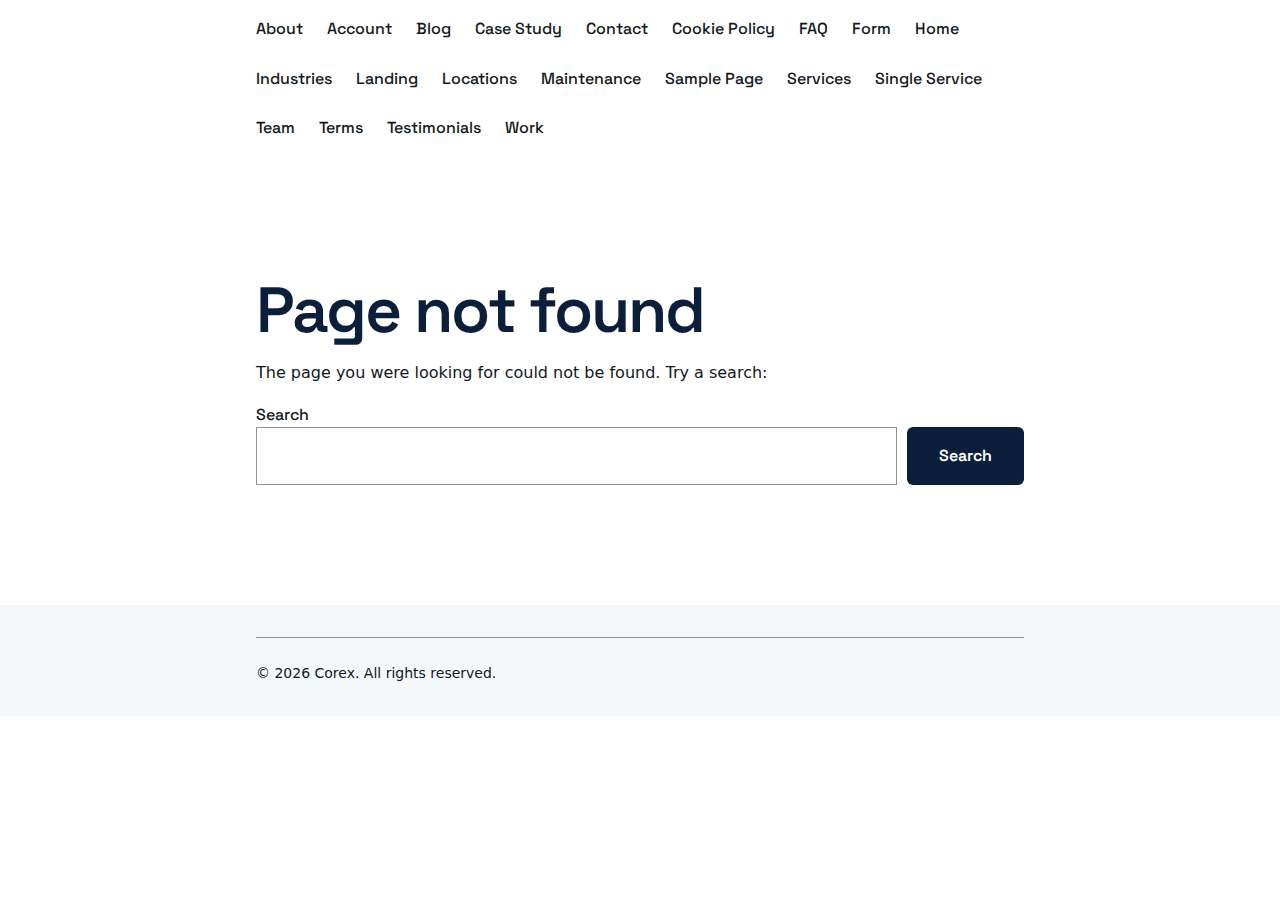 About Account Blog Case Study Contact Cookie Policy FAQ Form Home
Industries Landing Locations Maintenance Sample Page Services Single Service
Team Terms Testimonials Work
Page not found
The page you were looking for could not be found. Try a search:
Search
Search
© 2026 Corex. All rights reserved.